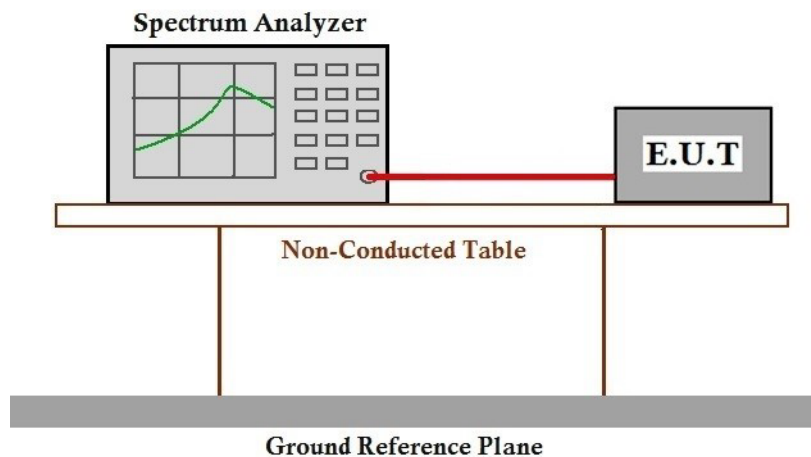 Spectrum Analyzer
E.U.T
Non-Conducted Table
Ground Reference Plane